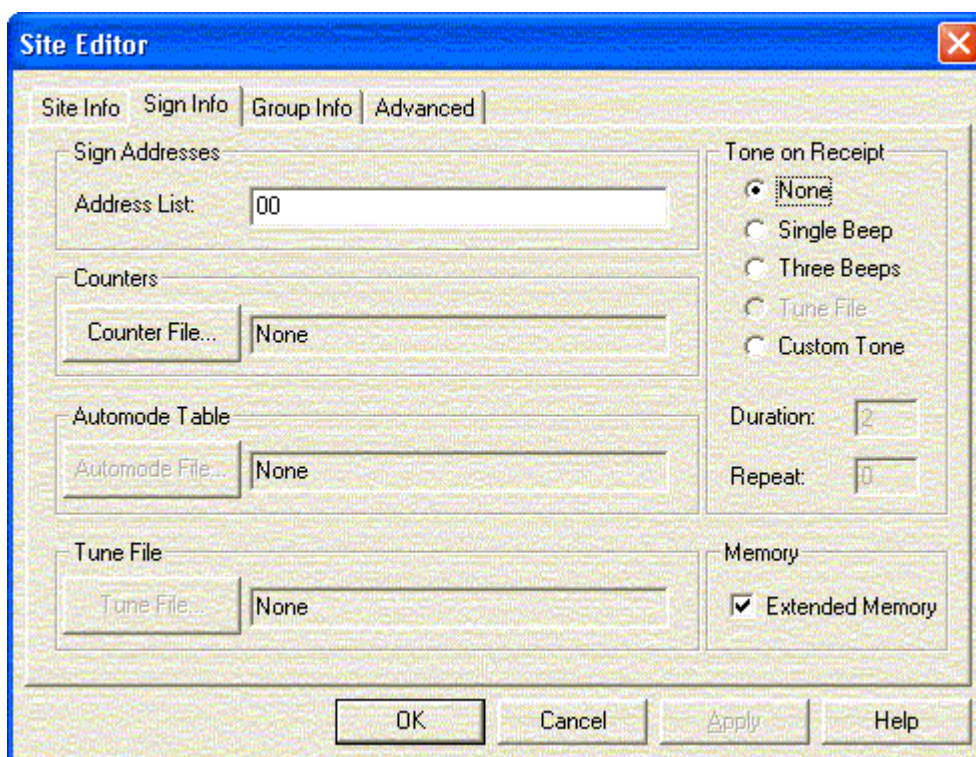 Site Editor
Site Info Sign Info Group Info Advanced
Sign Addresses
Address List: 00
Counters
Counter File... None
Automode Table
Automode File... None
Tune File
Tune File... None
Tone on Receipt
None
Single Beep
Three Beeps
Tune File
Custom Tone
Duration: 2
Repeat: 0
Memory
Extended Memory
OK Cancel Apply Help